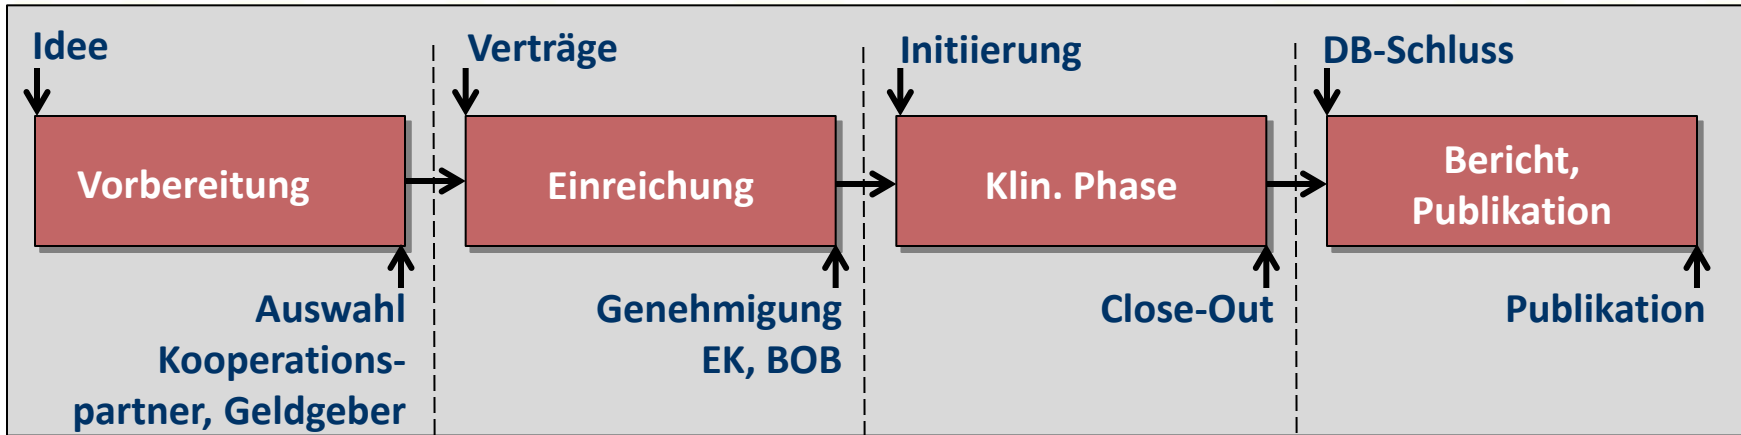 Idee
Verträge
Initiierung
DB-Schluss
Vorbereitung
Einreichung
Klin. Phase
Bericht,
Publikation
Auswahl
Kooperations-
partner, Geldgeber
Genehmigung
EK, BOB
Close-Out
Publikation